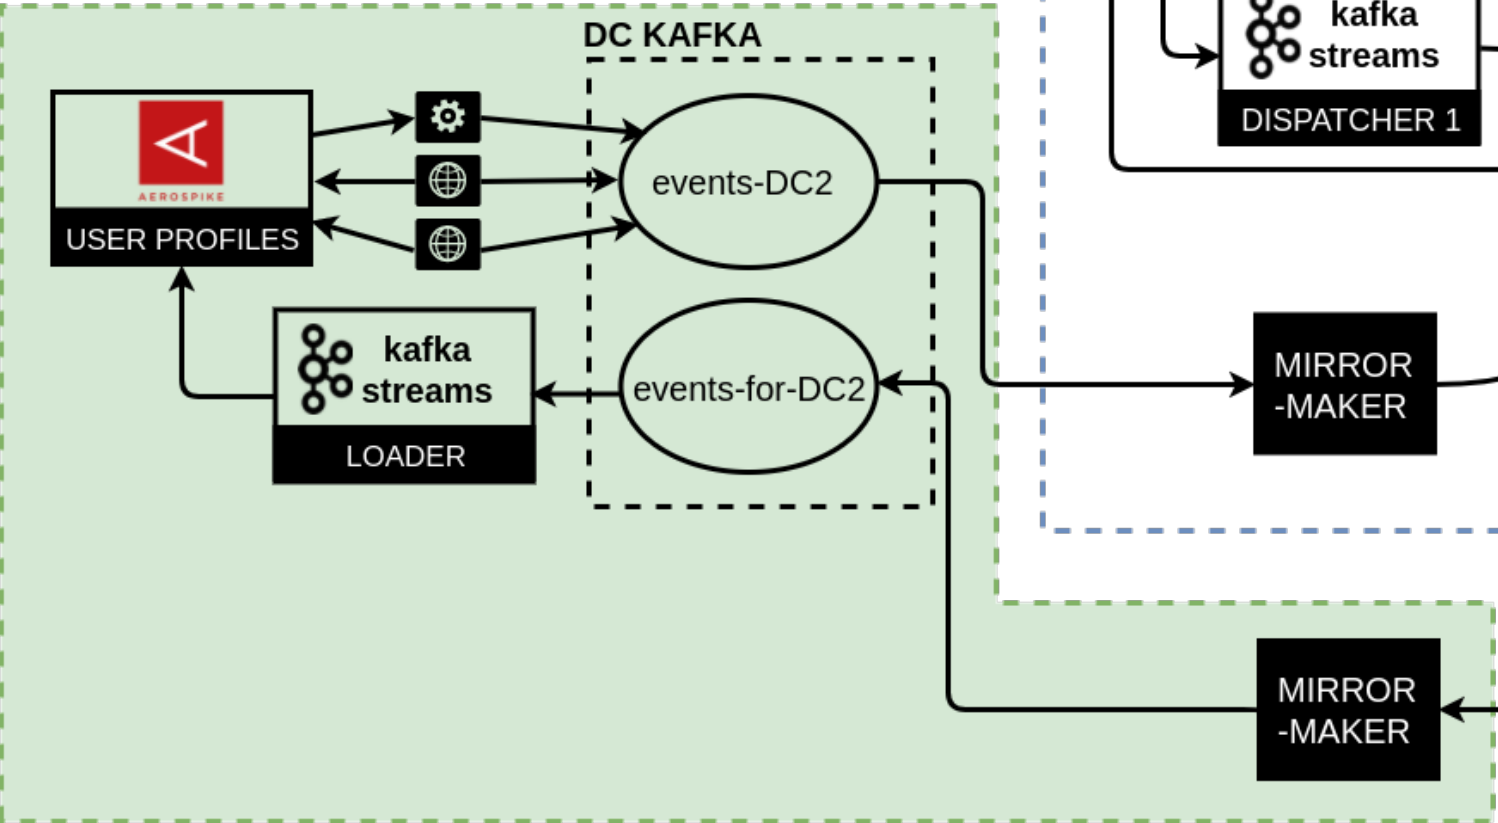 DC KAFKA
kafka
streams
DISPATCHER 1
AEROSPIKE
USER PROFILES
events-DC2
kafka
streams
LOADER
events-for-DC2
MIRROR
-MAKER
MIRROR
-MAKER